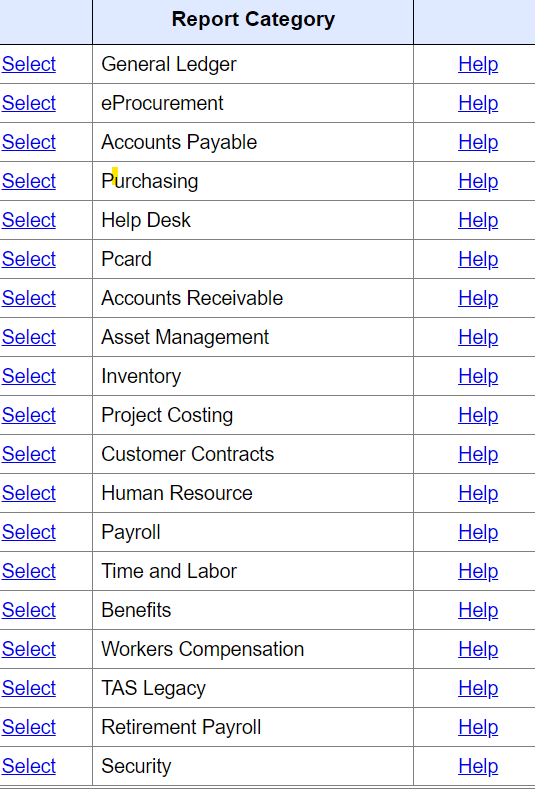 Report Category
Select General Ledger Help
Select eProcurement Help
Select Accounts Payable Help
Select Purchasing Help
Select Help Desk Help
Select Pcard Help
Select Accounts Receivable Help
Select Asset Management Help
Select Inventory Help
Select Project Costing Help
Select Customer Contracts Help
Select Human Resource Help
Select Payroll Help
Select Time and Labor Help
Select Benefits Help
Select Workers Compensation Help
Select TAS Legacy Help
Select Retirement Payroll Help
Select Security Help